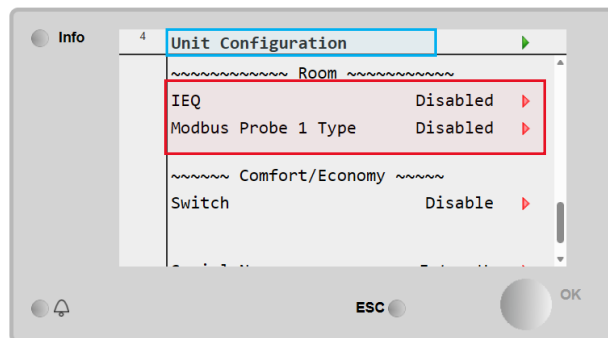 Info
4 Unit Configuration
~~~~~~~~~~~~ Room ~~~~~~~~~~~
IEQ Disabled
Modbus Probe 1 Type Disabled
~~~~~~ Comfort/Economy ~~~~~
Switch Disable
ESC
OK